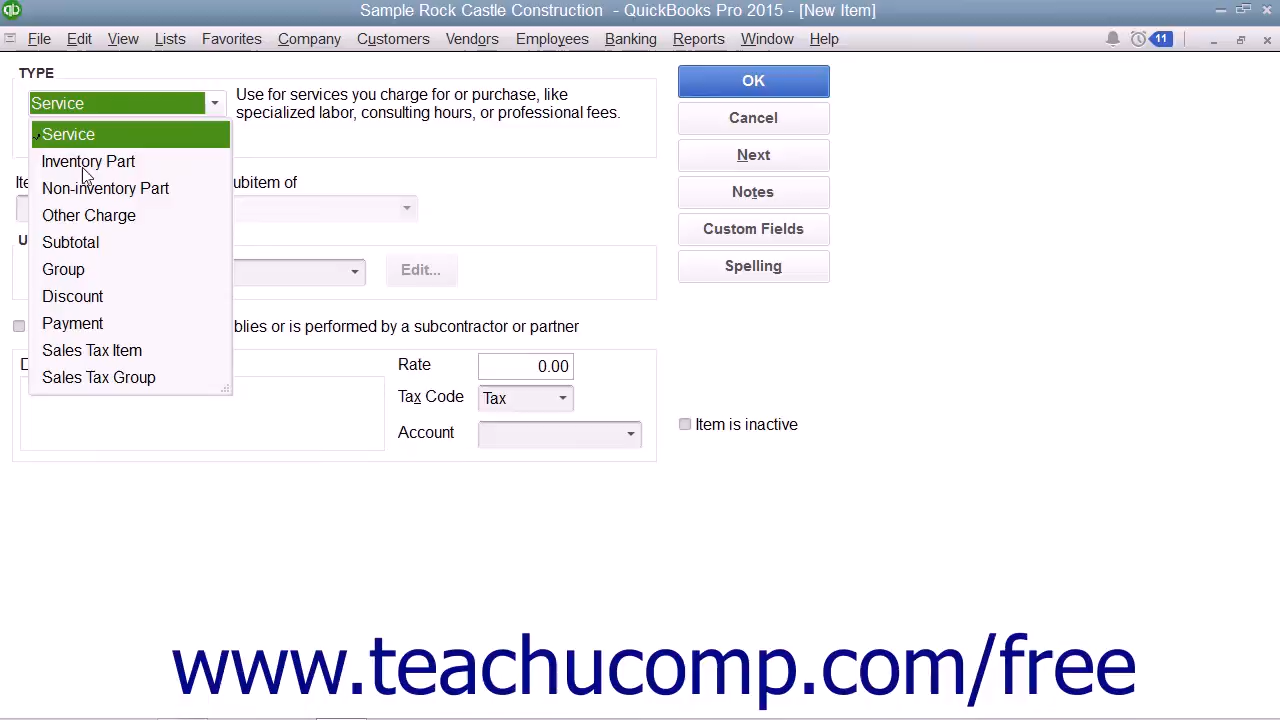 qb
Sample Rock Castle Construction - QuickBooks Pro 2015 - [New Item]
File Edit View Lists Favorites Company Customers Vendors Employees Banking Reports Window Help 11
TYPE
Service
Use for services you charge for or purchase, like
specialized labor, consulting hours, or professional fees.
Service
Inventory Part
Non-inventory Part
Other Charge
Subtotal
Group
Discount
Payment
Sales Tax Item
Sales Tax Group
Ite
ubitem of
U
Edit...
blies or is performed by a subcontractor or partner
D
Rate 0.00
Tax Code Tax
Account
OK
Cancel
Next
Notes
Custom Fields
Spelling
Item is inactive
www.teachucomp.com/free